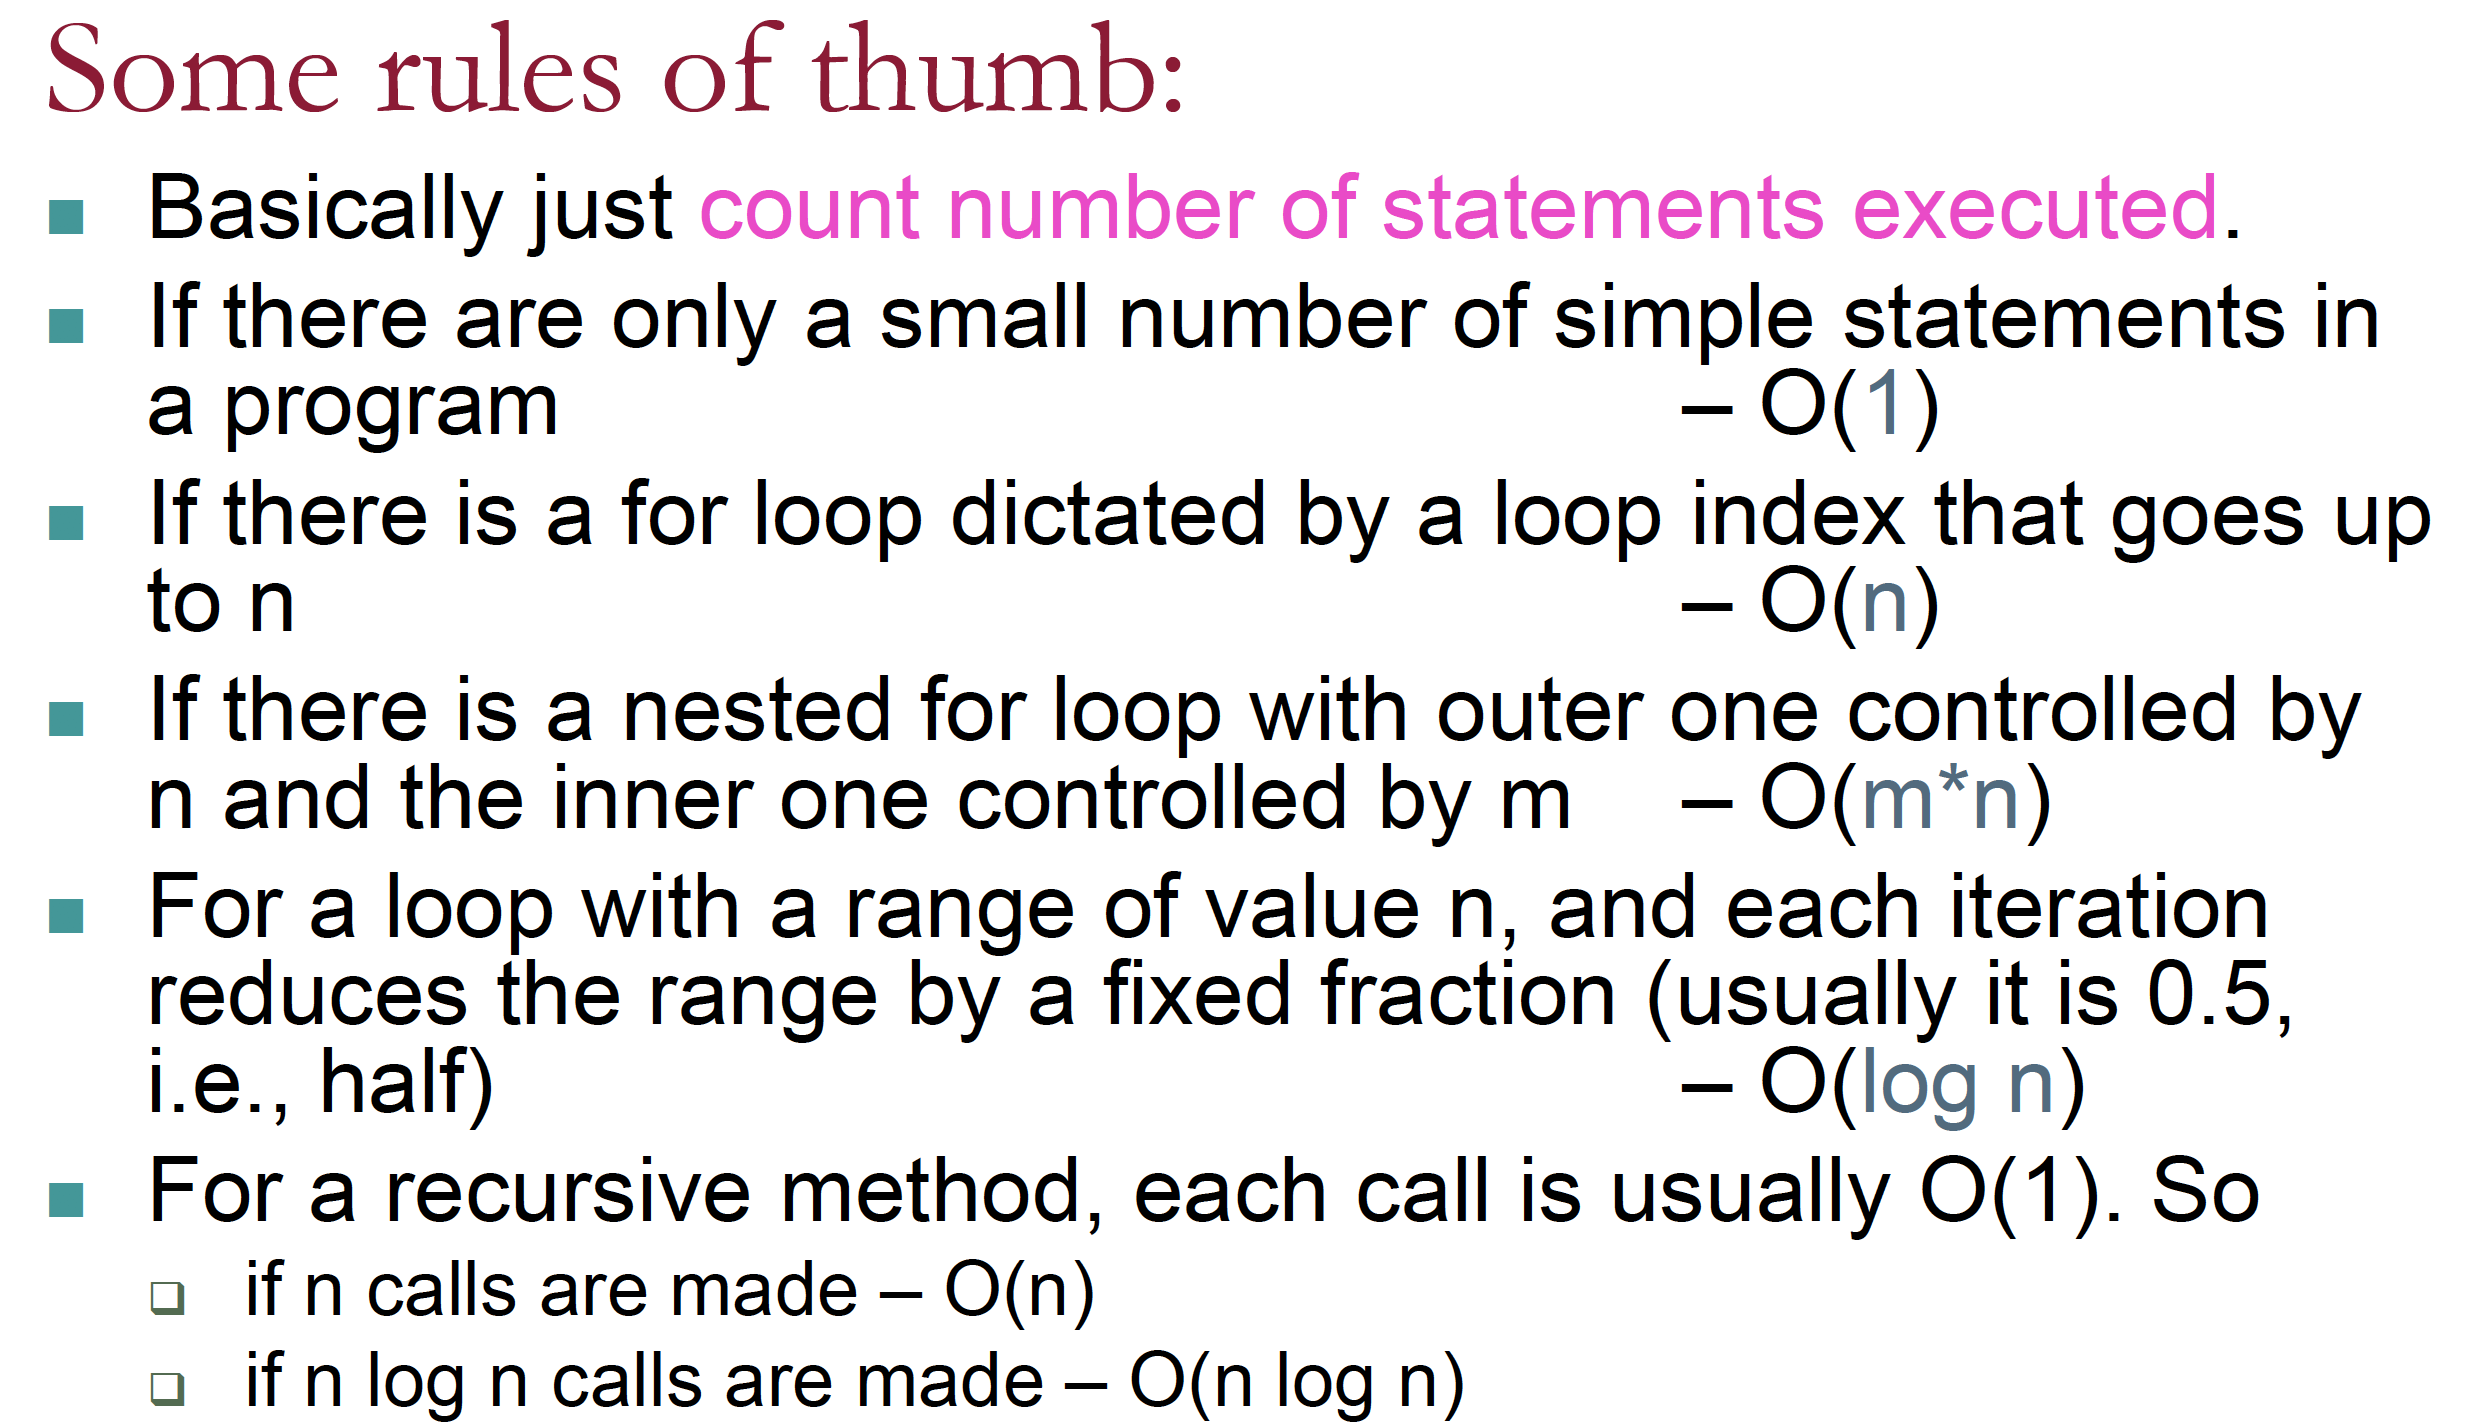 Some rules of thumb:
Basically just count number of statements executed.
If there are only a small number of simple statements in
a program – O(1)
If there is a for loop dictated by a loop index that goes up
to n – O(n)
If there is a nested for loop with outer one controlled by
n and the inner one controlled by m – O(m*n)
For a loop with a range of value n, and each iteration
reduces the range by a fixed fraction (usually it is 0.5,
i.e., half) – O(log n)
For a recursive method, each call is usually O(1). So
if n calls are made – O(n)
if n log n calls are made – O(n log n)